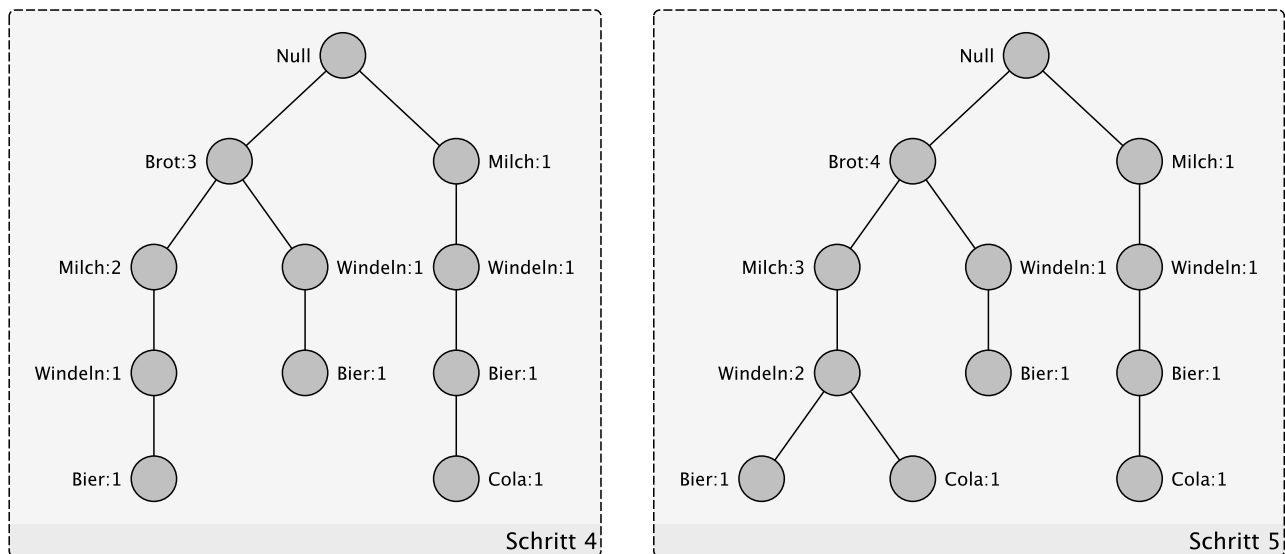 Null
Brot:3
Milch:1
Milch:2
Windeln:1
Windeln:1
Windeln:1
Bier:1
Bier:1
Bier:1
Cola:1
Schritt 4
Null
Brot:4
Milch:1
Milch:3
Windeln:1
Windeln:1
Windeln:2
Bier:1
Bier:1
Bier:1
Cola:1
Cola:1
Schritt 5